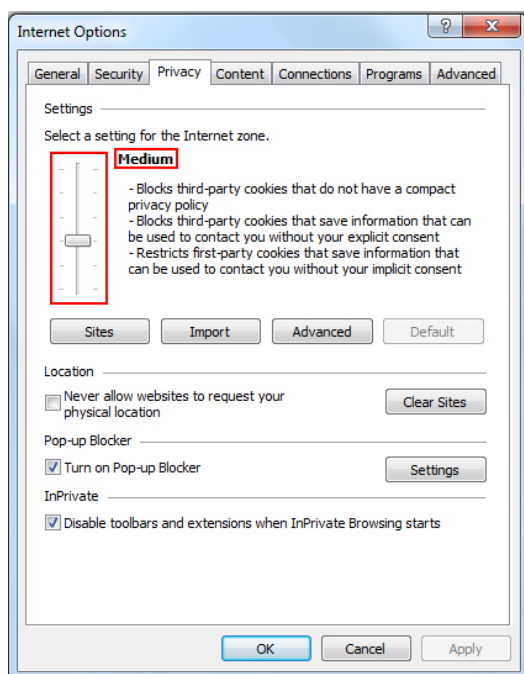 Internet Options
?
X
General Security Privacy Content Connections Programs Advanced
Settings
Select a setting for the Internet zone.
Medium
- Blocks third-party cookies that do not have a compact
privacy policy
- Blocks third-party cookies that save information that can
be used to contact you without your explicit consent
- Restricts first-party cookies that save information that
can be used to contact you without your implicit consent
Sites Import Advanced Default
Location
Never allow websites to request your
physical location
Clear Sites
Pop-up Blocker
Turn on Pop-up Blocker
Settings
InPrivate
Disable toolbars and extensions when InPrivate Browsing starts
OK Cancel Apply